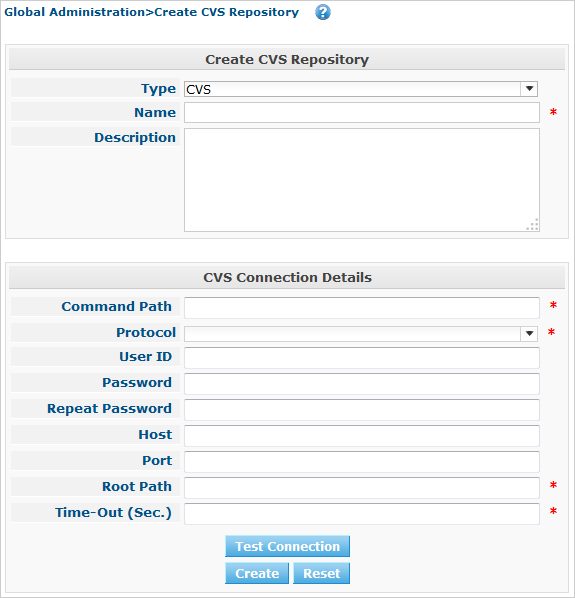 Global Administration>Create CVS Repository ?
Create CVS Repository
Type CVS
Name *
Description
CVS Connection Details
Command Path *
Protocol *
User ID
Password
Repeat Password
Host
Port
Root Path *
Time-Out (Sec.) *
Test Connection
Create Reset